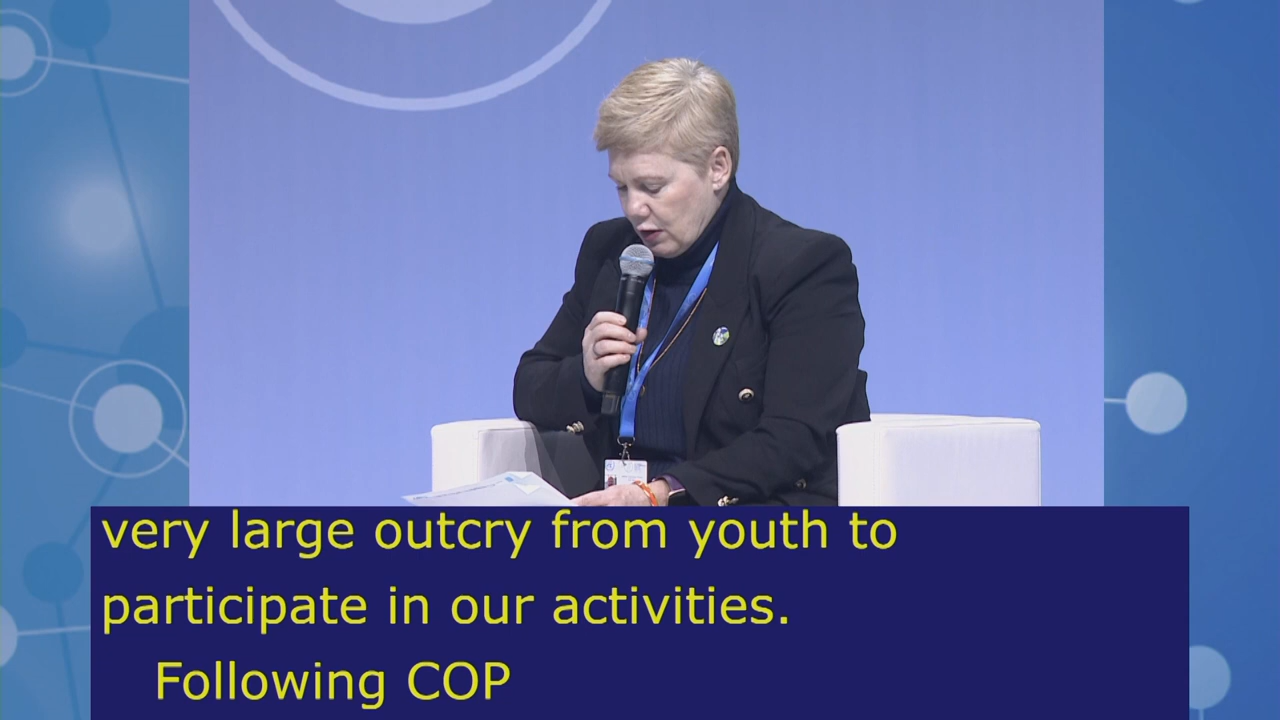 very large outcry from youth to
participate in our activities.
Following COP